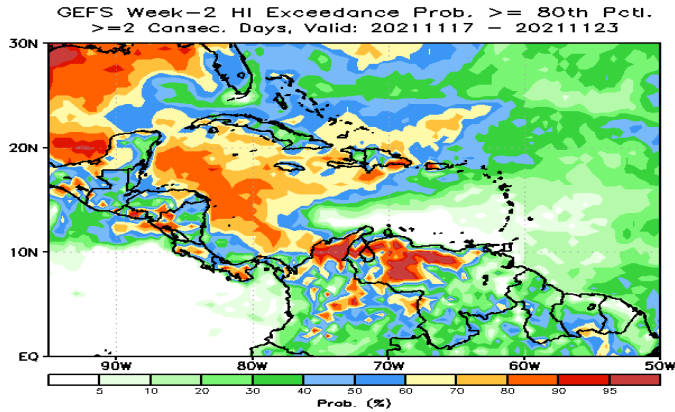 GEFS Week-2 HI Exceedance Prob. >= 80th Pctl.
>=2 Cansec. Days, Valid: 20211117 - 20211123
30N
20N
10N
EQ
90W 80W 70W 60W 50W
5 10 20 30 40 50 60 70 80 90 95
Prob. (%)